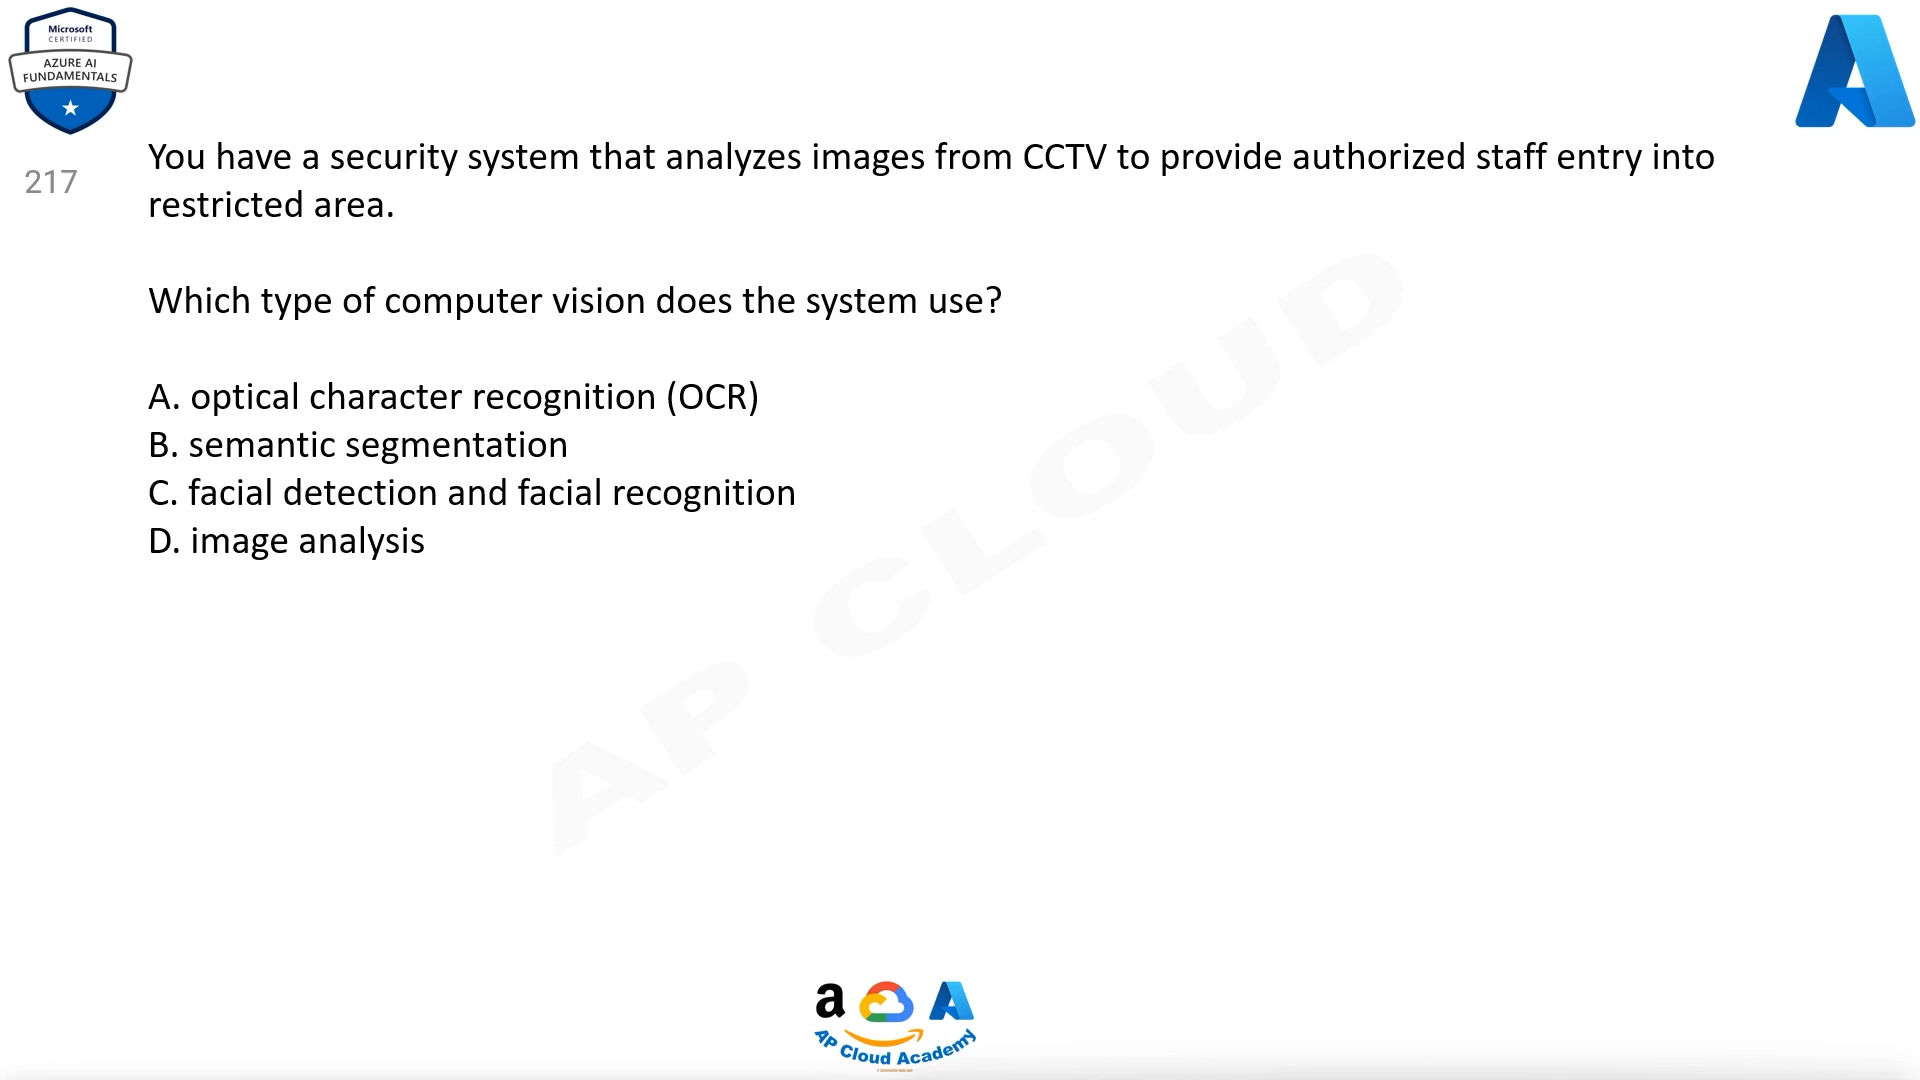 Microsoft
CERTIFIED
AZURE AI
FUNDAMENTALS
217
You have a security system that analyzes images from CCTV to provide authorized staff entry into
restricted area.
Which type of computer vision does the system use?
A. optical character recognition (OCR)
B. semantic segmentation
C. facial detection and facial recognition
D. image analysis
AP CLOUD
a
AP Cloud Academy